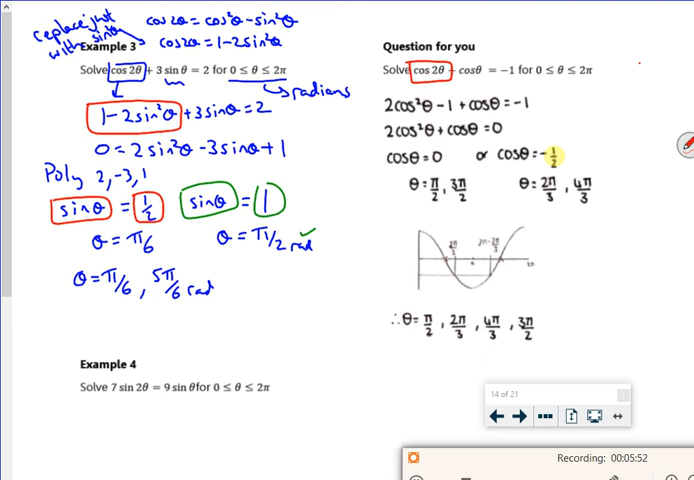 replace just with sinθ
cos2θ = cos²θ - sin²θ
cos2θ = 1 - 2sin²θ
Example 3
Solve cos 2θ + 3 sin θ = 2 for 0 ≤ θ ≤ 2π
radians
1 - 2sin²θ + 3sinθ = 2
0 = 2sin²θ - 3sinθ + 1
Poly 2, -3, 1
sinθ = 1/2 sinθ = 1
θ = π/6 θ = π/2 rad ✓
θ = π/6, 5π/6 rad
Example 4
Solve 7 sin 2θ = 9 sin θ for 0 ≤ θ ≤ 2π
Question for you
Solve cos 2θ + cosθ = -1 for 0 ≤ θ ≤ 2π
2cos²θ - 1 + cosθ = -1
2cos²θ + cosθ = 0
cosθ = 0 or cosθ = -1/2
θ = π/2, 3π/2 θ = 2π/3, 4π/3
2π/3 2π - 2π/3
2π
∴ θ = π/2, 2π/3, 4π/3, 3π/2
14 of 21
Recording: 00:05:52